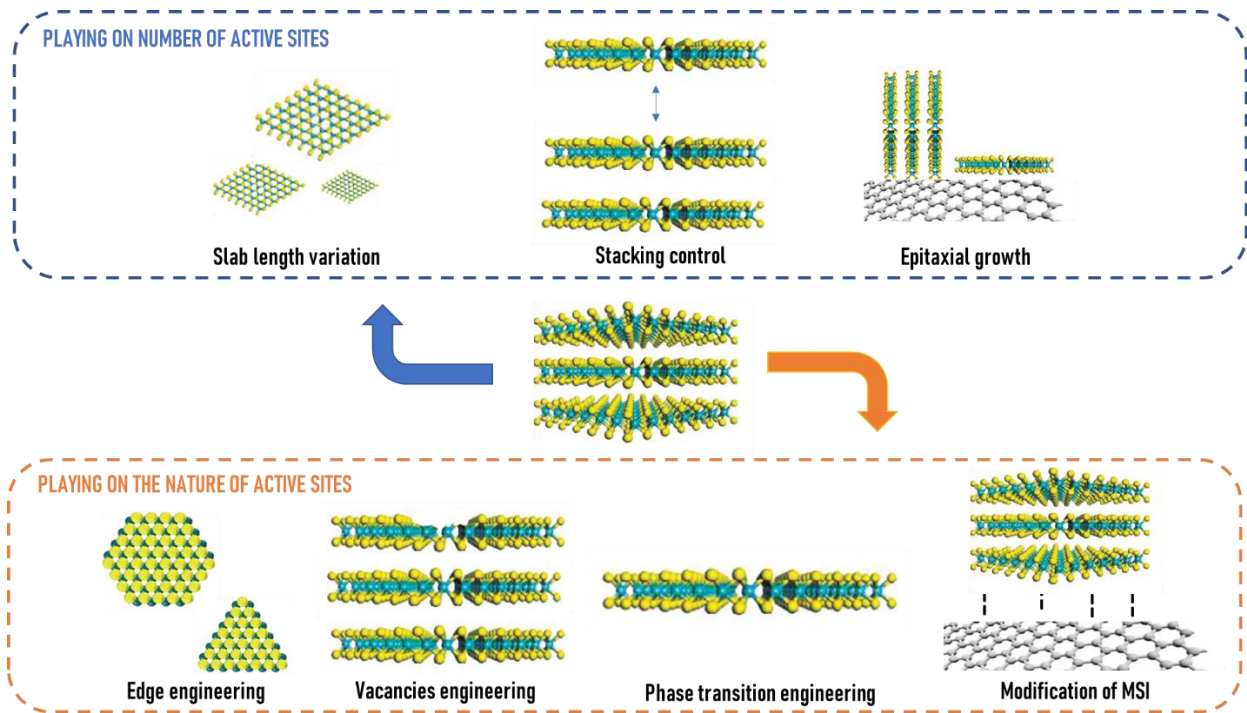 PLAYING ON NUMBER OF ACTIVE SITES
Slab length variation
Stacking control
Epitaxial growth
PLAYING ON THE NATURE OF ACTIVE SITES
Edge engineering
Vacancies engineering
Phase transition engineering
Modification of MSI